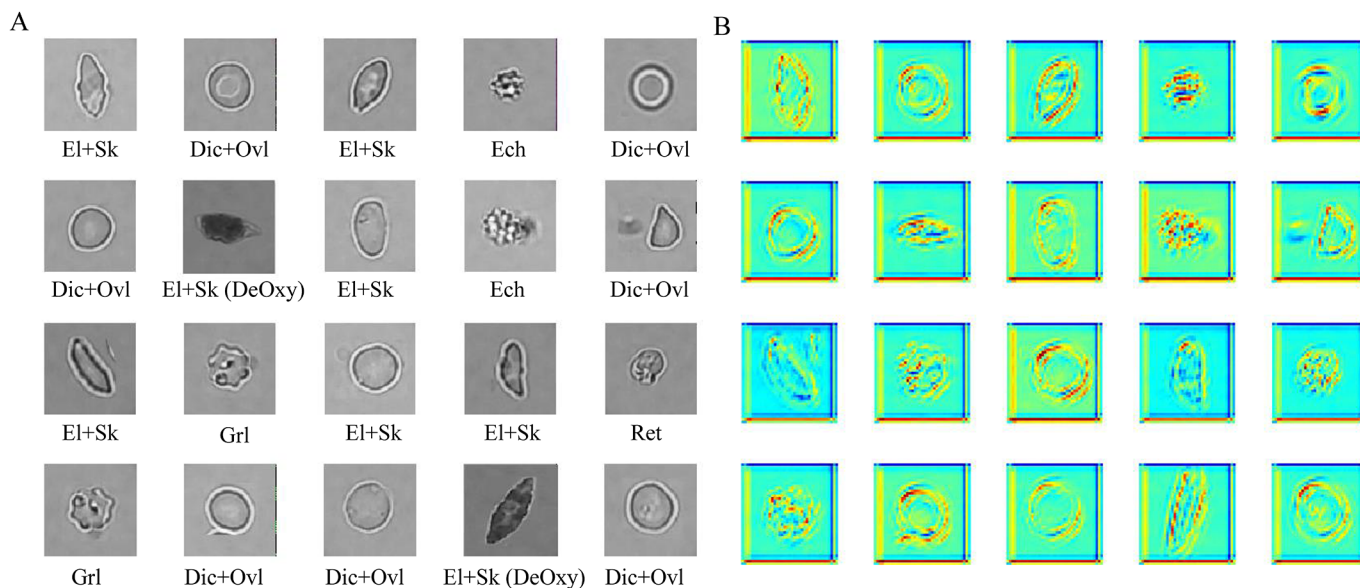 A
B
El+Sk Dic+Ovl El+Sk Ech Dic+Ovl
Dic+Ovl El+Sk (DeOxy) El+Sk Ech Dic+Ovl
El+Sk Grl El+Sk El+Sk Ret
Grl Dic+Ovl Dic+Ovl El+Sk (DeOxy) Dic+Ovl